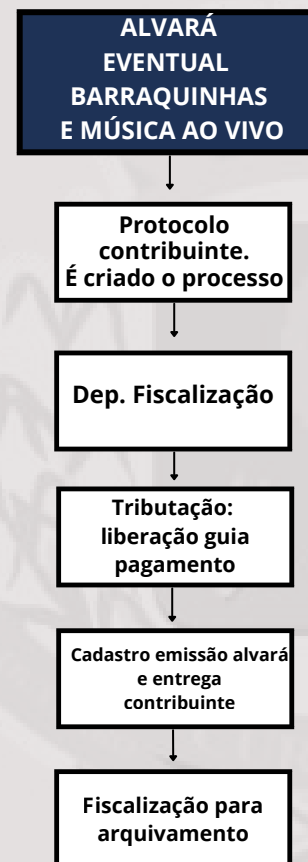 ALVARÁ
EVENTUAL
BARRAQUINHAS
E MÚSICA AO VIVO
Protocolo
contribuinte.
É criado o processo
Dep. Fiscalização
Tributação:
liberação guia
pagamento
Cadastro emissão alvará
e entrega
contribuinte
Fiscalização para
arquivamento